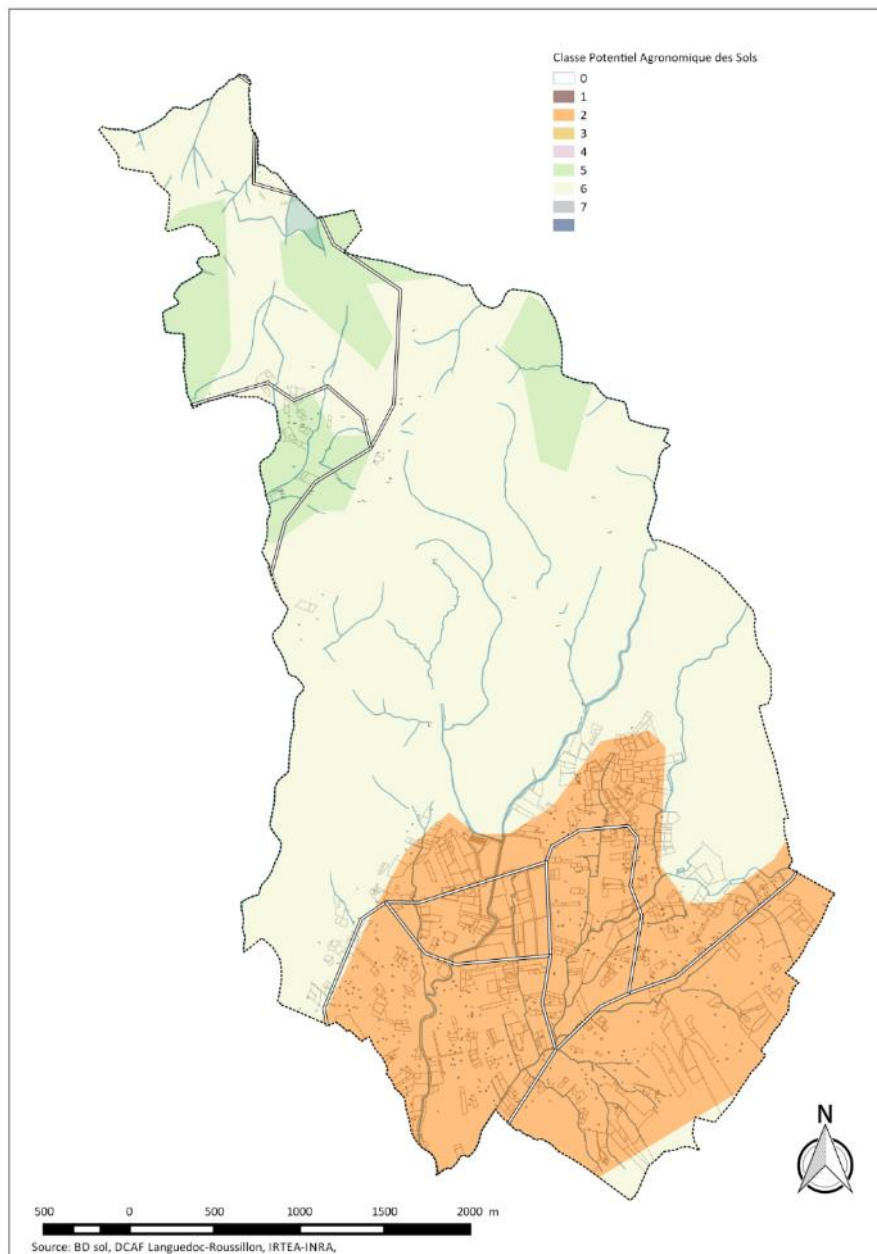 Classe Potentiel Agronomique des Sols
0
1
2
3
4
5
6
7
N
500 0 500 1000 1500 2000 m
Source: BD sol, DCAF Languedoc-Roussillon, IRTEA-INRA,